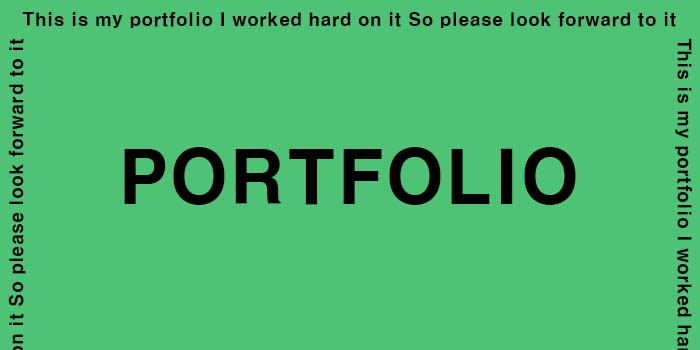 This is my portfolio I worked hard on it So please look forward to it
on it So please look forward to it
PORTFOLIO
This is my portfolio I worked